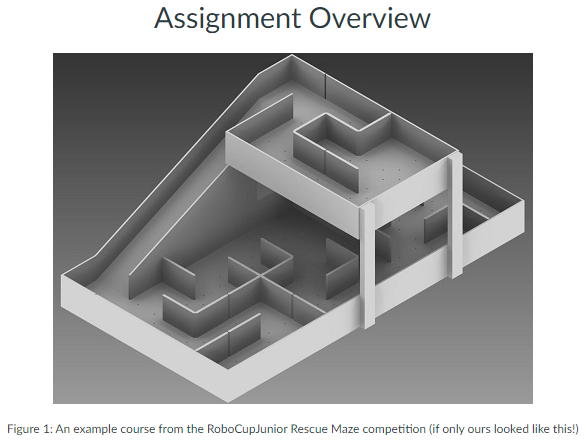 Assignment Overview
Figure 1: An example course from the RoboCupJunior Rescue Maze competition (if only ours looked like this!)